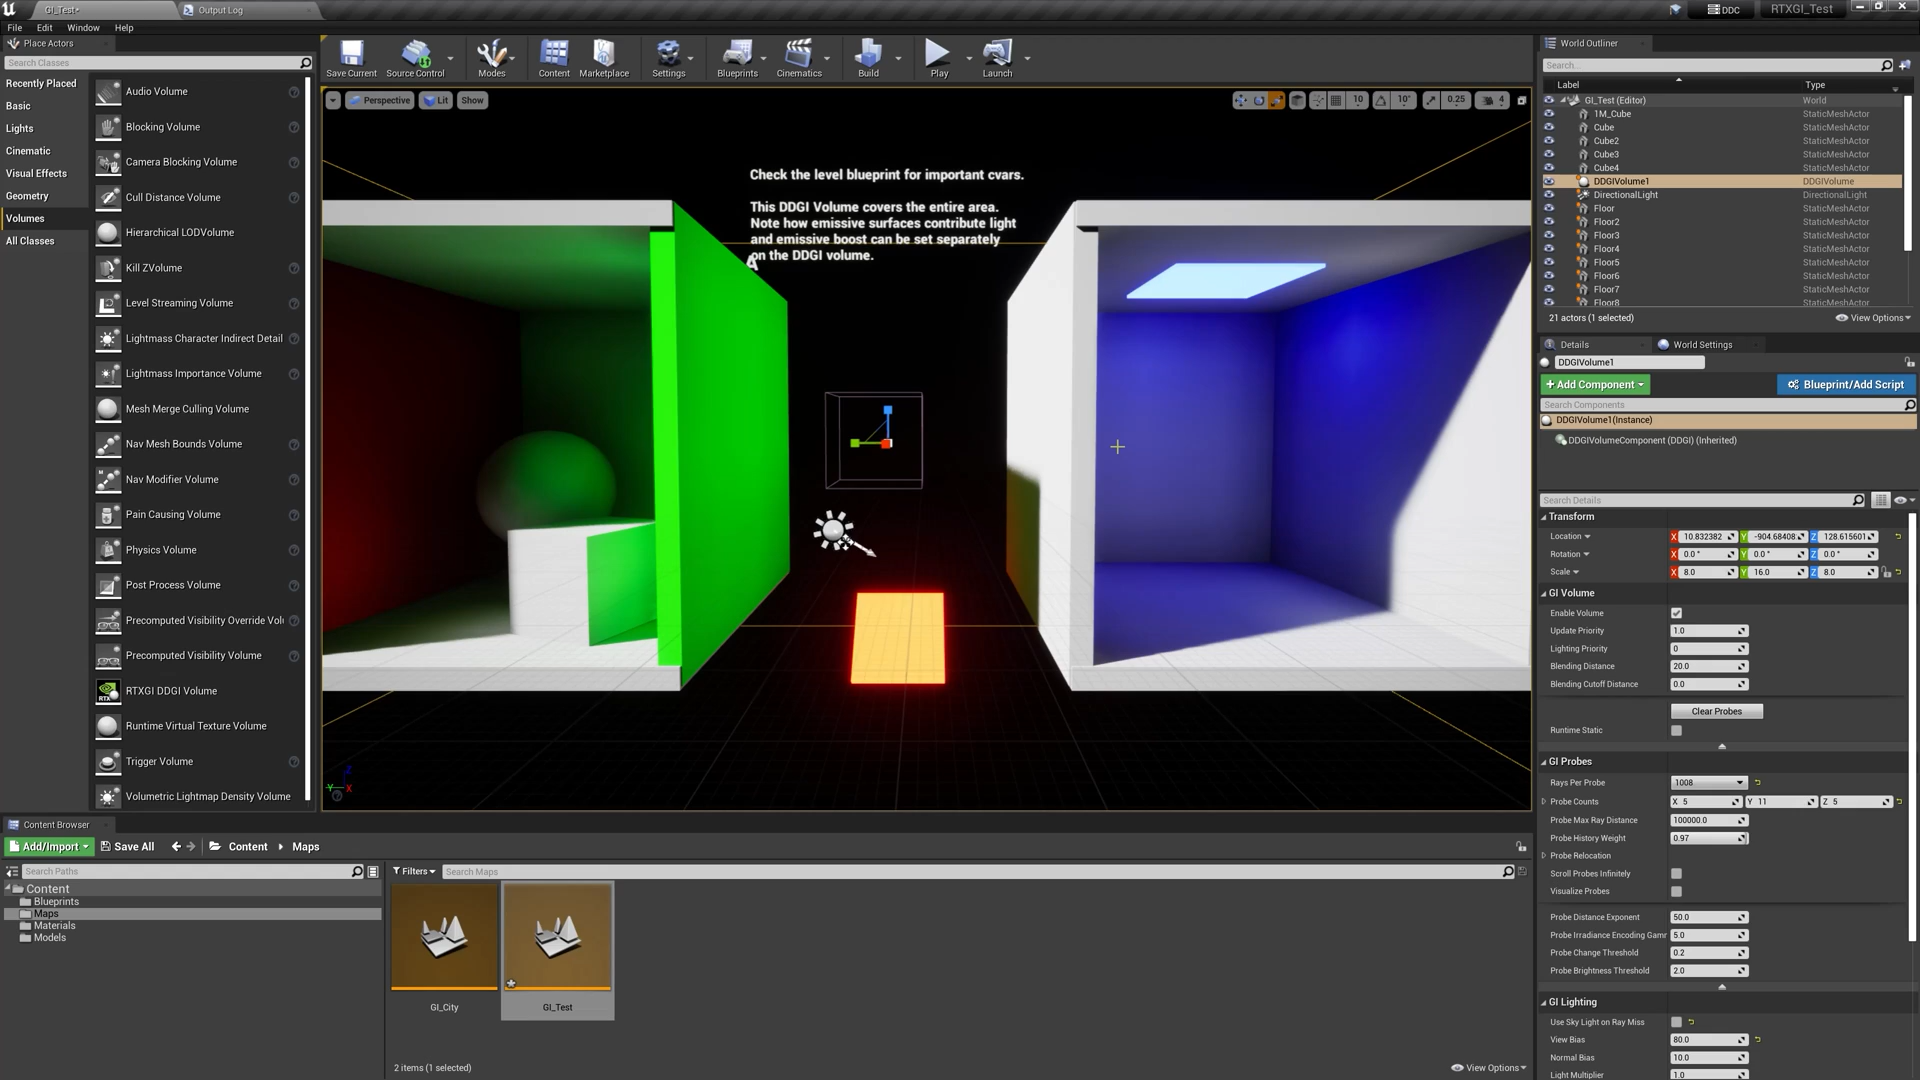 GI_Test*
Output Log
DDC
RTXGI_Test
File
Edit
Window
Help
Place Actors
Search Classes
Recently Placed
Basic
Lights
Cinematic
Visual Effects
Geometry
Volumes
All Classes
Audio Volume
Blocking Volume
Camera Blocking Volume
Cull Distance Volume
Hierarchical LODVolume
Kill ZVolume
Level Streaming Volume
Lightmass Character Indirect Detail
Lightmass Importance Volume
Mesh Merge Culling Volume
Nav Mesh Bounds Volume
Nav Modifier Volume
Pain Causing Volume
Physics Volume
Post Process Volume
Precomputed Visibility Override Volu
Precomputed Visibility Volume
RTXGI DDGI Volume
Runtime Virtual Texture Volume
Trigger Volume
Volumetric Lightmap Density Volume
Save Current
Source Control
Modes
Content
Marketplace
Settings
Blueprints
Cinematics
Build
Play
Launch
Perspective
Lit
Show
10
10°
0.25
4
Check the level blueprint for important cvars.
This DDGI Volume covers the entire area.
Note how emissive surfaces contribute light
and emissive boost can be set separately
on the DDGI volume.
World Outliner
Search...
Label
Type
GI_Test (Editor) World
1M_Cube StaticMeshActor
Cube StaticMeshActor
Cube2 StaticMeshActor
Cube3 StaticMeshActor
Cube4 StaticMeshActor
DDGIVolume1 DDGIVolume
DirectionalLight DirectionalLight
Floor StaticMeshActor
Floor2 StaticMeshActor
Floor3 StaticMeshActor
Floor4 StaticMeshActor
Floor5 StaticMeshActor
Floor6 StaticMeshActor
Floor7 StaticMeshActor
Floor8 StaticMeshActor
21 actors (1 selected)
View Options
Details
World Settings
DDGIVolume1
+Add Component
Blueprint/Add Script
Search Components
DDGIVolume1(Instance)
DDGIVolumeComponent (DDGI) (Inherited)
Search Details
Transform
Location X 10.832382 Y -904.68408 Z 128.615601
Rotation X 0.0° Y 0.0° Z 0.0°
Scale X 8.0 Y 16.0 Z 8.0
GI Volume
Enable Volume
Update Priority 1.0
Lighting Priority 0
Blending Distance 20.0
Blending Cutoff Distance 0.0
Clear Probes
Runtime Static
GI Probes
Rays Per Probe 1008
Probe Counts X 5 Y 11 Z 5
Probe Max Ray Distance 100000.0
Probe History Weight 0.97
Probe Relocation
Scroll Probes Infinitely
Visualize Probes
Probe Distance Exponent 50.0
Probe Irradiance Encoding Gamm 5.0
Probe Change Threshold 0.2
Probe Brightness Threshold 2.0
GI Lighting
Use Sky Light on Ray Miss
View Bias 80.0
Normal Bias 10.0
Light Multiplier 1.0
Content Browser
Add/Import
Save All
Content
Maps
Search Paths
Filters
Search Maps
Content
Blueprints
Maps
Materials
Models
GI_City
GI_Test
2 items (1 selected)
View Options